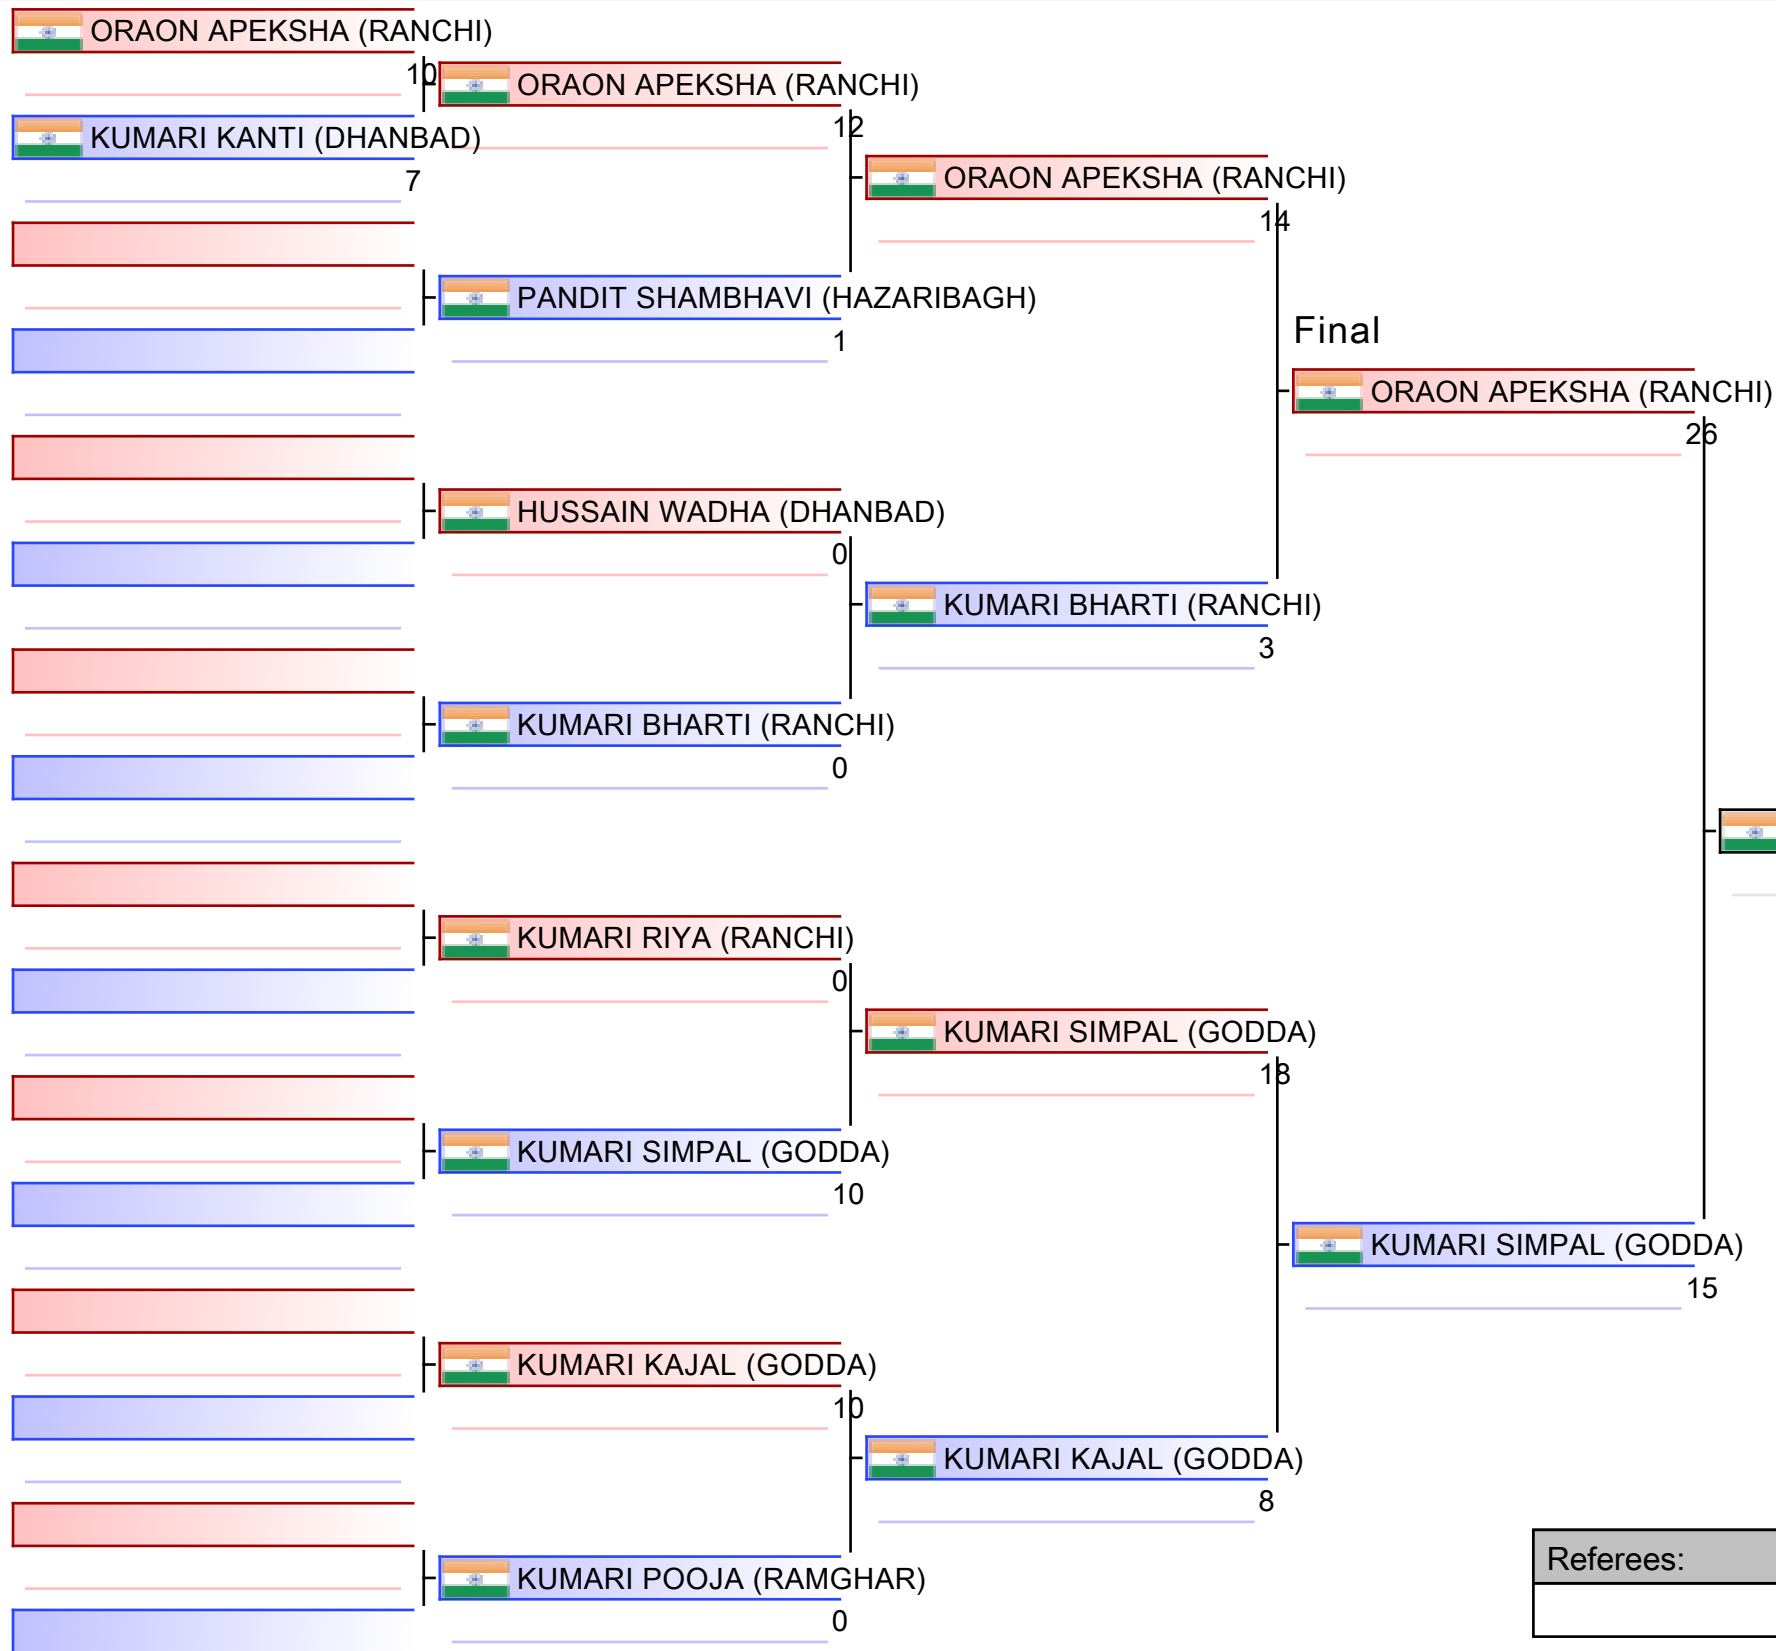 ORAON APEKSHA (RANCHI)
10
KUMARI KANTI (DHANBAD)
7
ORAON APEKSHA (RANCHI)
12
PANDIT SHAMBHAVI (HAZARIBAGH)
1
HUSSAIN WADHA (DHANBAD)
0
KUMARI BHARTI (RANCHI)
0
KUMARI RIYA (RANCHI)
0
KUMARI SIMPAL (GODDA)
10
KUMARI KAJAL (GODDA)
10
KUMARI POOJA (RAMGHAR)
0
ORAON APEKSHA (RANCHI)
14
KUMARI BHARTI (RANCHI)
3
KUMARI SIMPAL (GODDA)
18
KUMARI KAJAL (GODDA)
8
Final
ORAON APEKSHA (RANCHI)
26
KUMARI SIMPAL (GODDA)
15
Referees: